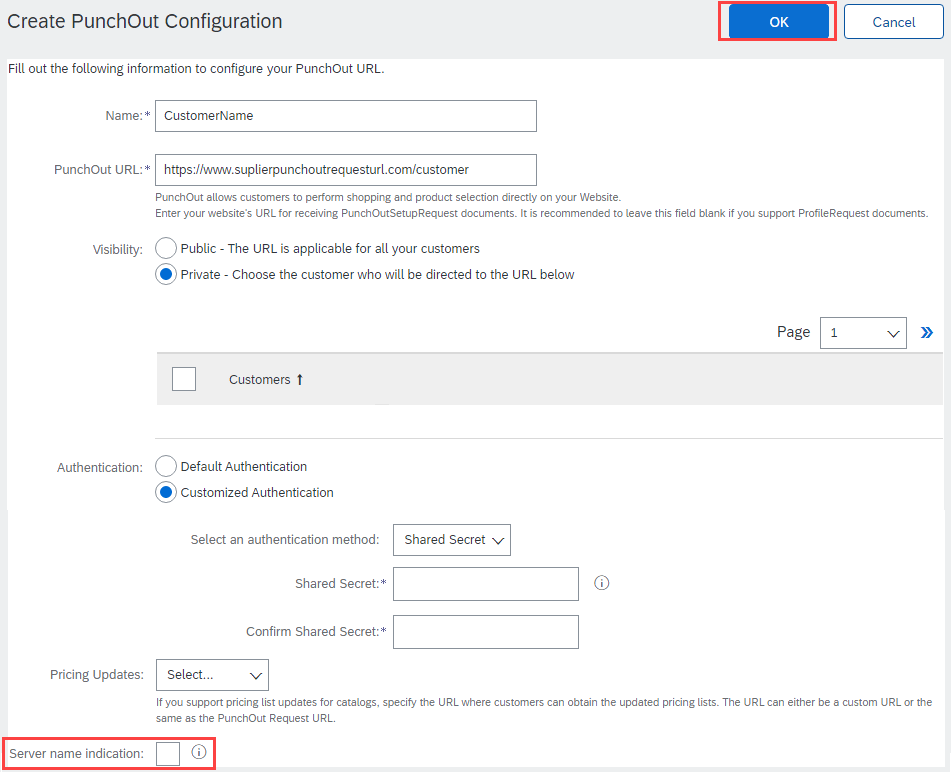 Create PunchOut Configuration
OK
Cancel
Fill out the following information to configure your PunchOut URL.
Name:*
CustomerName
PunchOut URL:*
https://www.suplierpunchoutrequesturl.com/customer
PunchOut allows customers to perform shopping and product selection directly on your Website.
Enter your website's URL for receiving PunchOutSetupRequest documents. It is recommended to leave this field blank if you support ProfileRequest documents.
Visibility:
Public - The URL is applicable for all your customers
Private - Choose the customer who will be directed to the URL below
Page
1
Customers ↑
Authentication:
Default Authentication
Customized Authentication
Select an authentication method:
Shared Secret
Shared Secret:*
Confirm Shared Secret:*
Pricing Updates:
Select...
If you support pricing list updates for catalogs, specify the URL where customers can obtain the updated pricing lists. The URL can either be a custom URL or the
same as the PunchOut Request URL.
Server name indication: